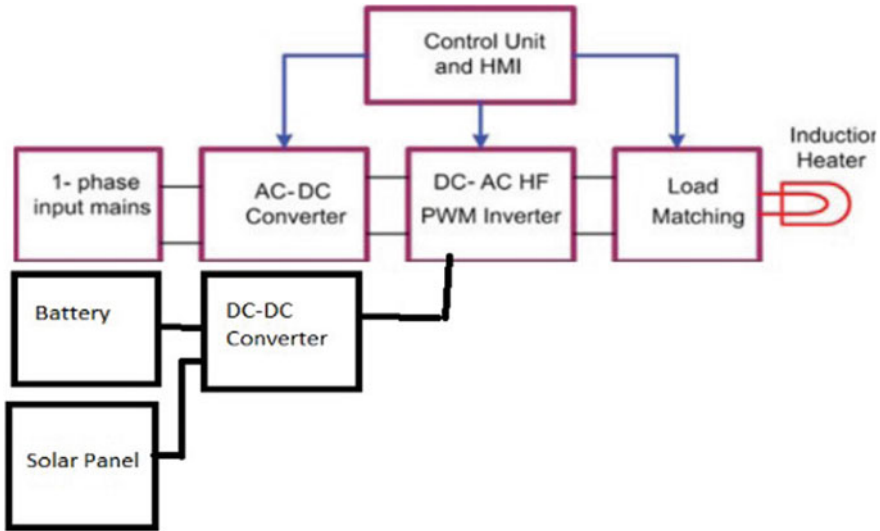 Control Unit
and HMI
Induction
Heater
1- phase
input mains
AC-DC
Converter
DC- AC HF
PWM Inverter
Load
Matching
Battery
DC-DC
Converter
Solar Panel